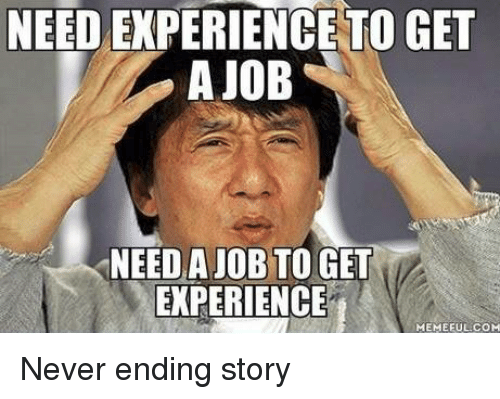 NEED EXPERIENCE TO GET
A JOB
NEED A JOB TO GET
EXPERIENCE
MEMEFUL.COM
Never ending story